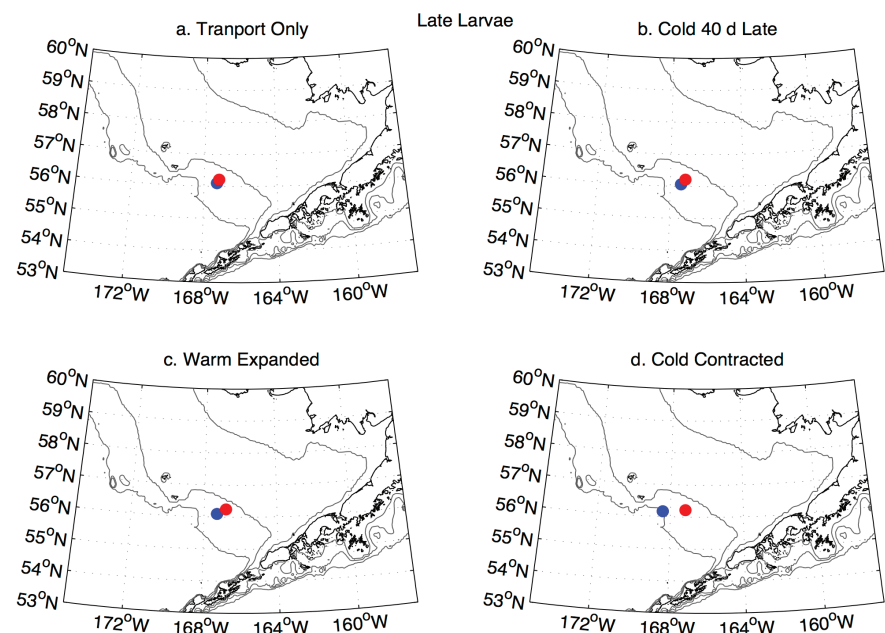 Late Larvae
a. Tranport Only
60°N
59°N
58°N
57°N
56°N
55°N
54°N
53°N
172°W 168°W 164°W 160°W
b. Cold 40 d Late
60°N
59°N
58°N
57°N
56°N
55°N
54°N
53°N
172°W 168°W 164°W 160°W
c. Warm Expanded
60°N
59°N
58°N
57°N
56°N
55°N
54°N
53°N
172°W 168°W 164°W 160°W
d. Cold Contracted
60°N
59°N
58°N
57°N
56°N
55°N
54°N
53°N
172°W 168°W 164°W 160°W